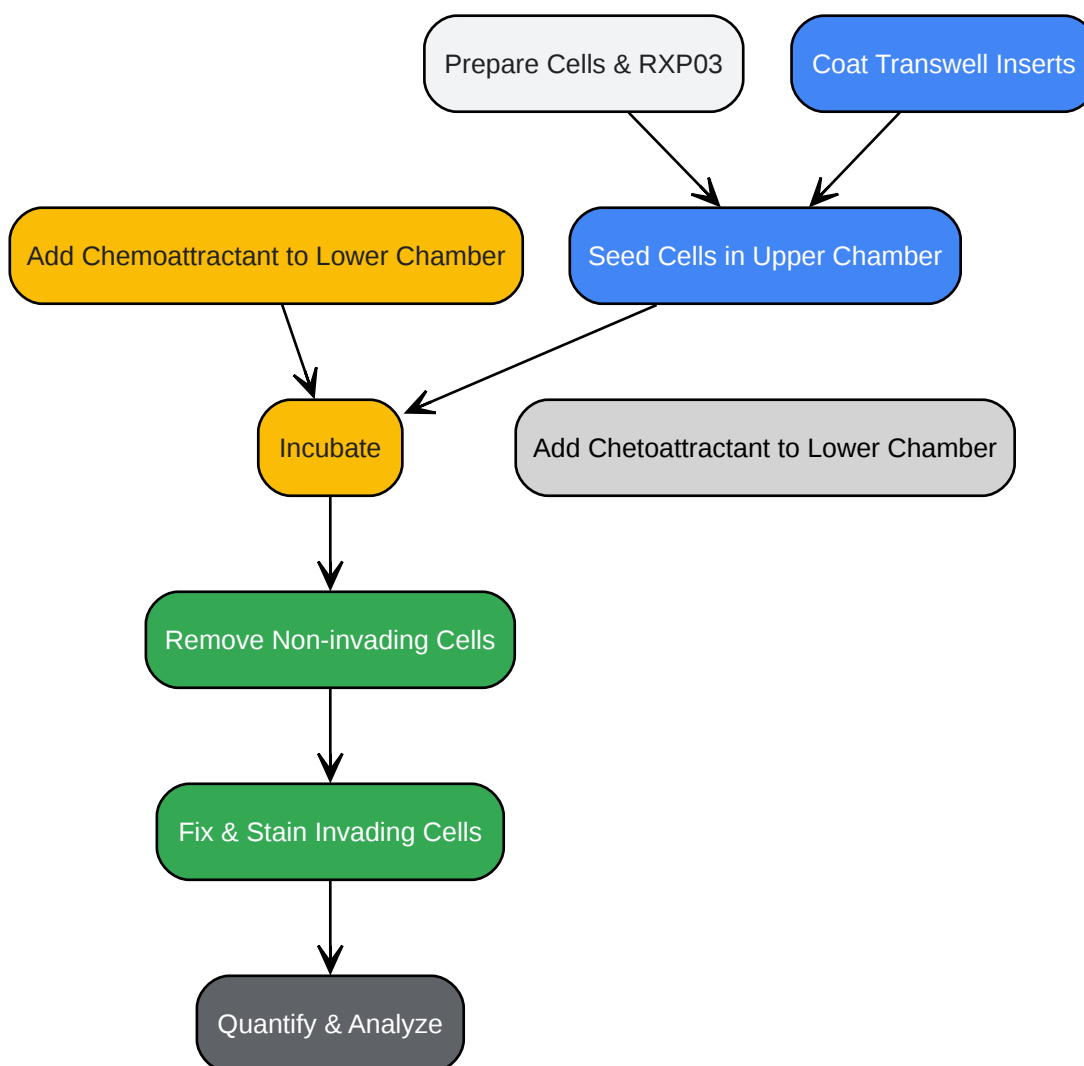 Prepare Cells & RXP03
Coat Transwell Inserts
Add Chemoattractant to Lower Chamber
Seed Cells in Upper Chamber
Incubate
Add Chetoattractant to Lower Chamber
Remove Non-invading Cells
Fix & Stain Invading Cells
Quantify & Analyze